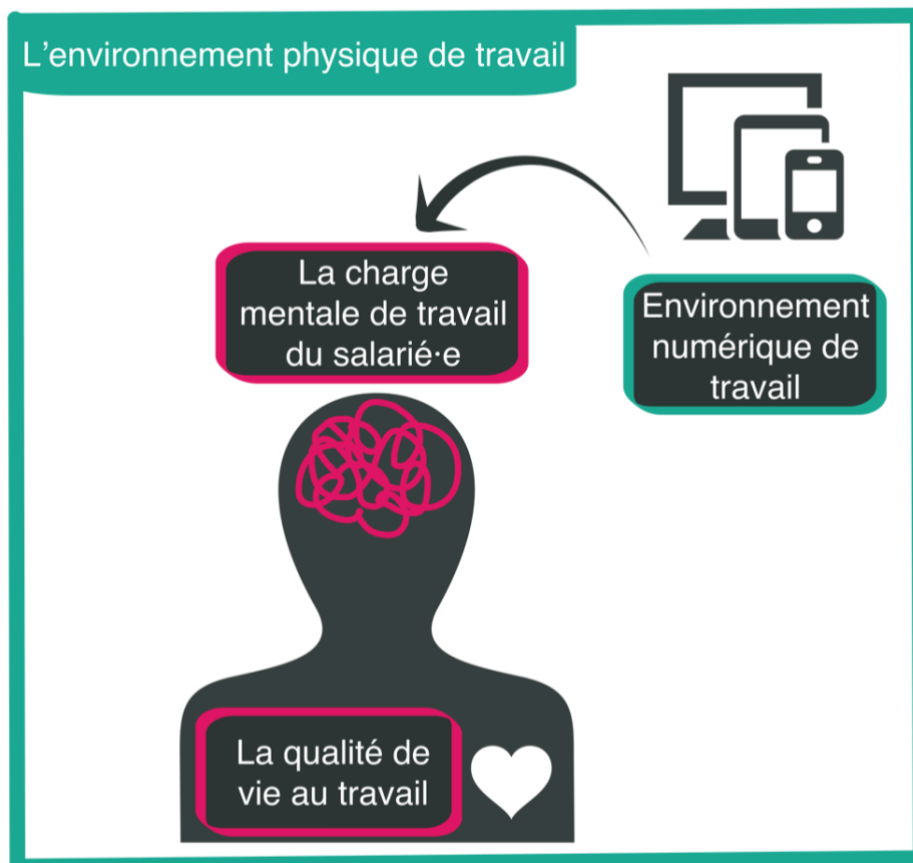 L'environnement physique de travail
La charge
mentale de travail
du salarié·e
Environnement
numérique de
travail
La qualité de
vie au travail